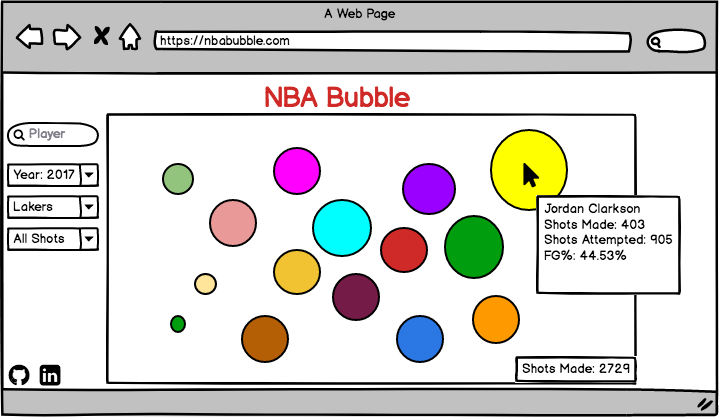 A Web Page
https://nbabubble.com
NBA Bubble
Player
Year: 2017
Lakers
All Shots
Jordan Clarkson
Shots Made: 403
Shots Attempted: 905
FG%: 44.53%
Shots Made: 2729
in